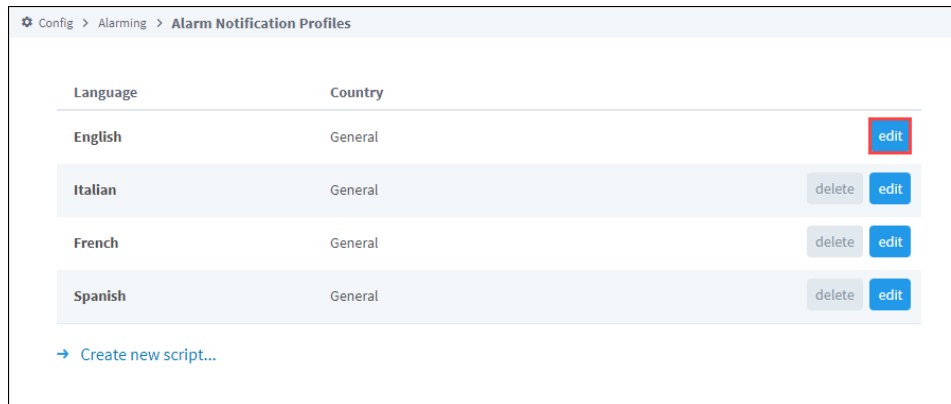 Config > Alarming > Alarm Notification Profiles
Language Country
English General edit
Italian General delete edit
French General delete edit
Spanish General delete edit
→ Create new script...